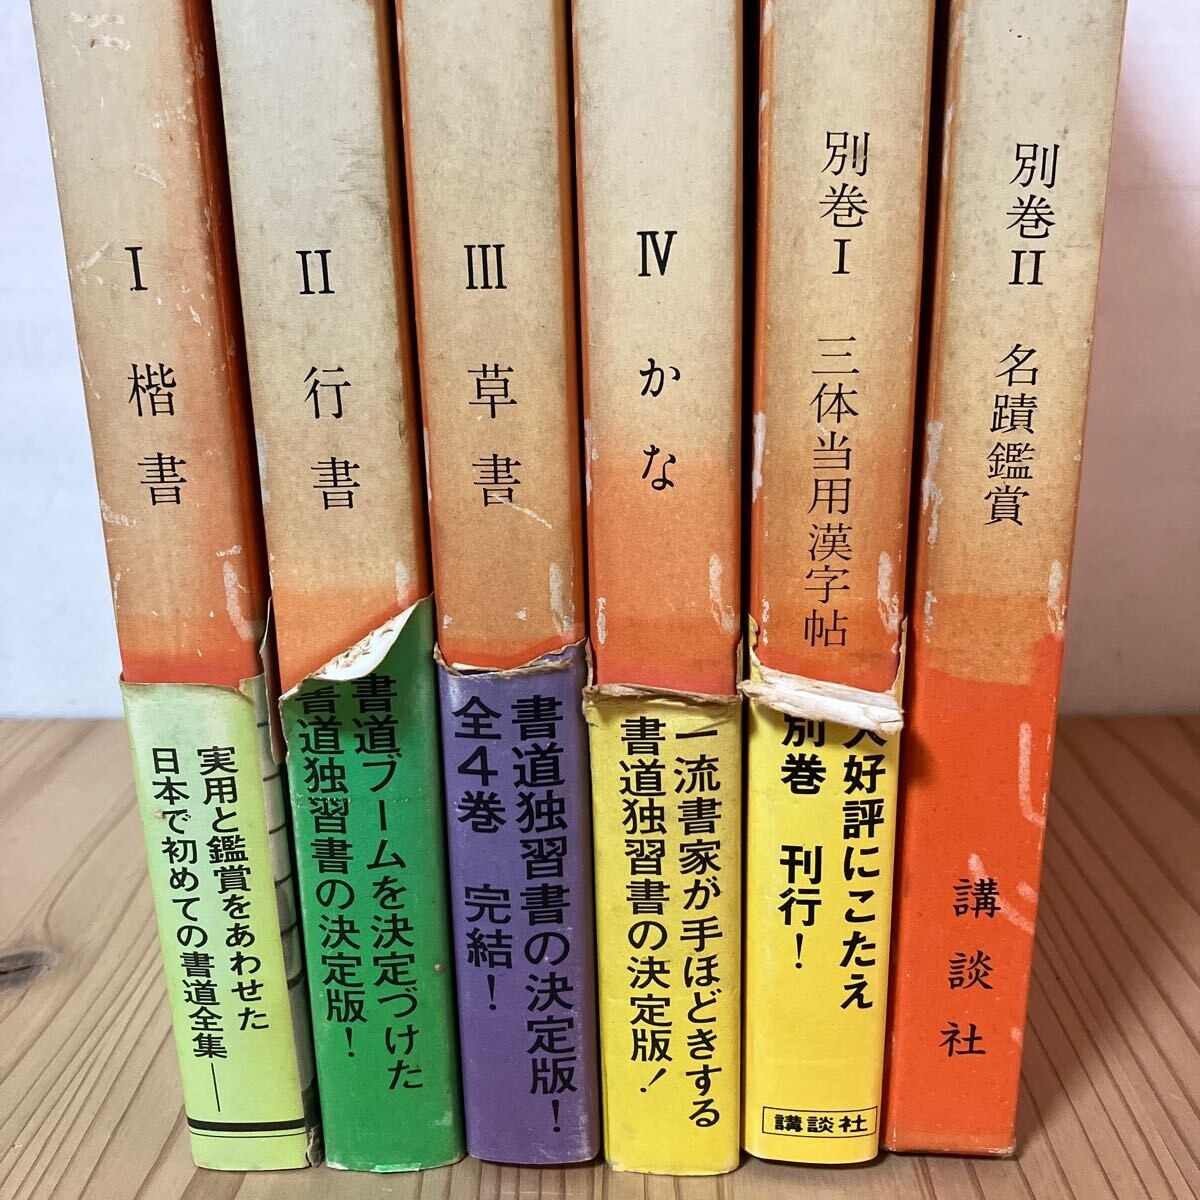 I 楷書
実用と鑑賞をあわせた
日本で初めての書道全集―
II 行書
書道ブームを決定づけた
書道独習書の決定版!
III 草書
書道独習書の決定版!
全4巻 完結!
IV かな
一流書家が手ほどきする
書道独習書の決定版!
別巻I 三体当用漢字帖
大好評にこたえ
別巻 刊行!
講談社
別巻II 名蹟鑑賞
講談社